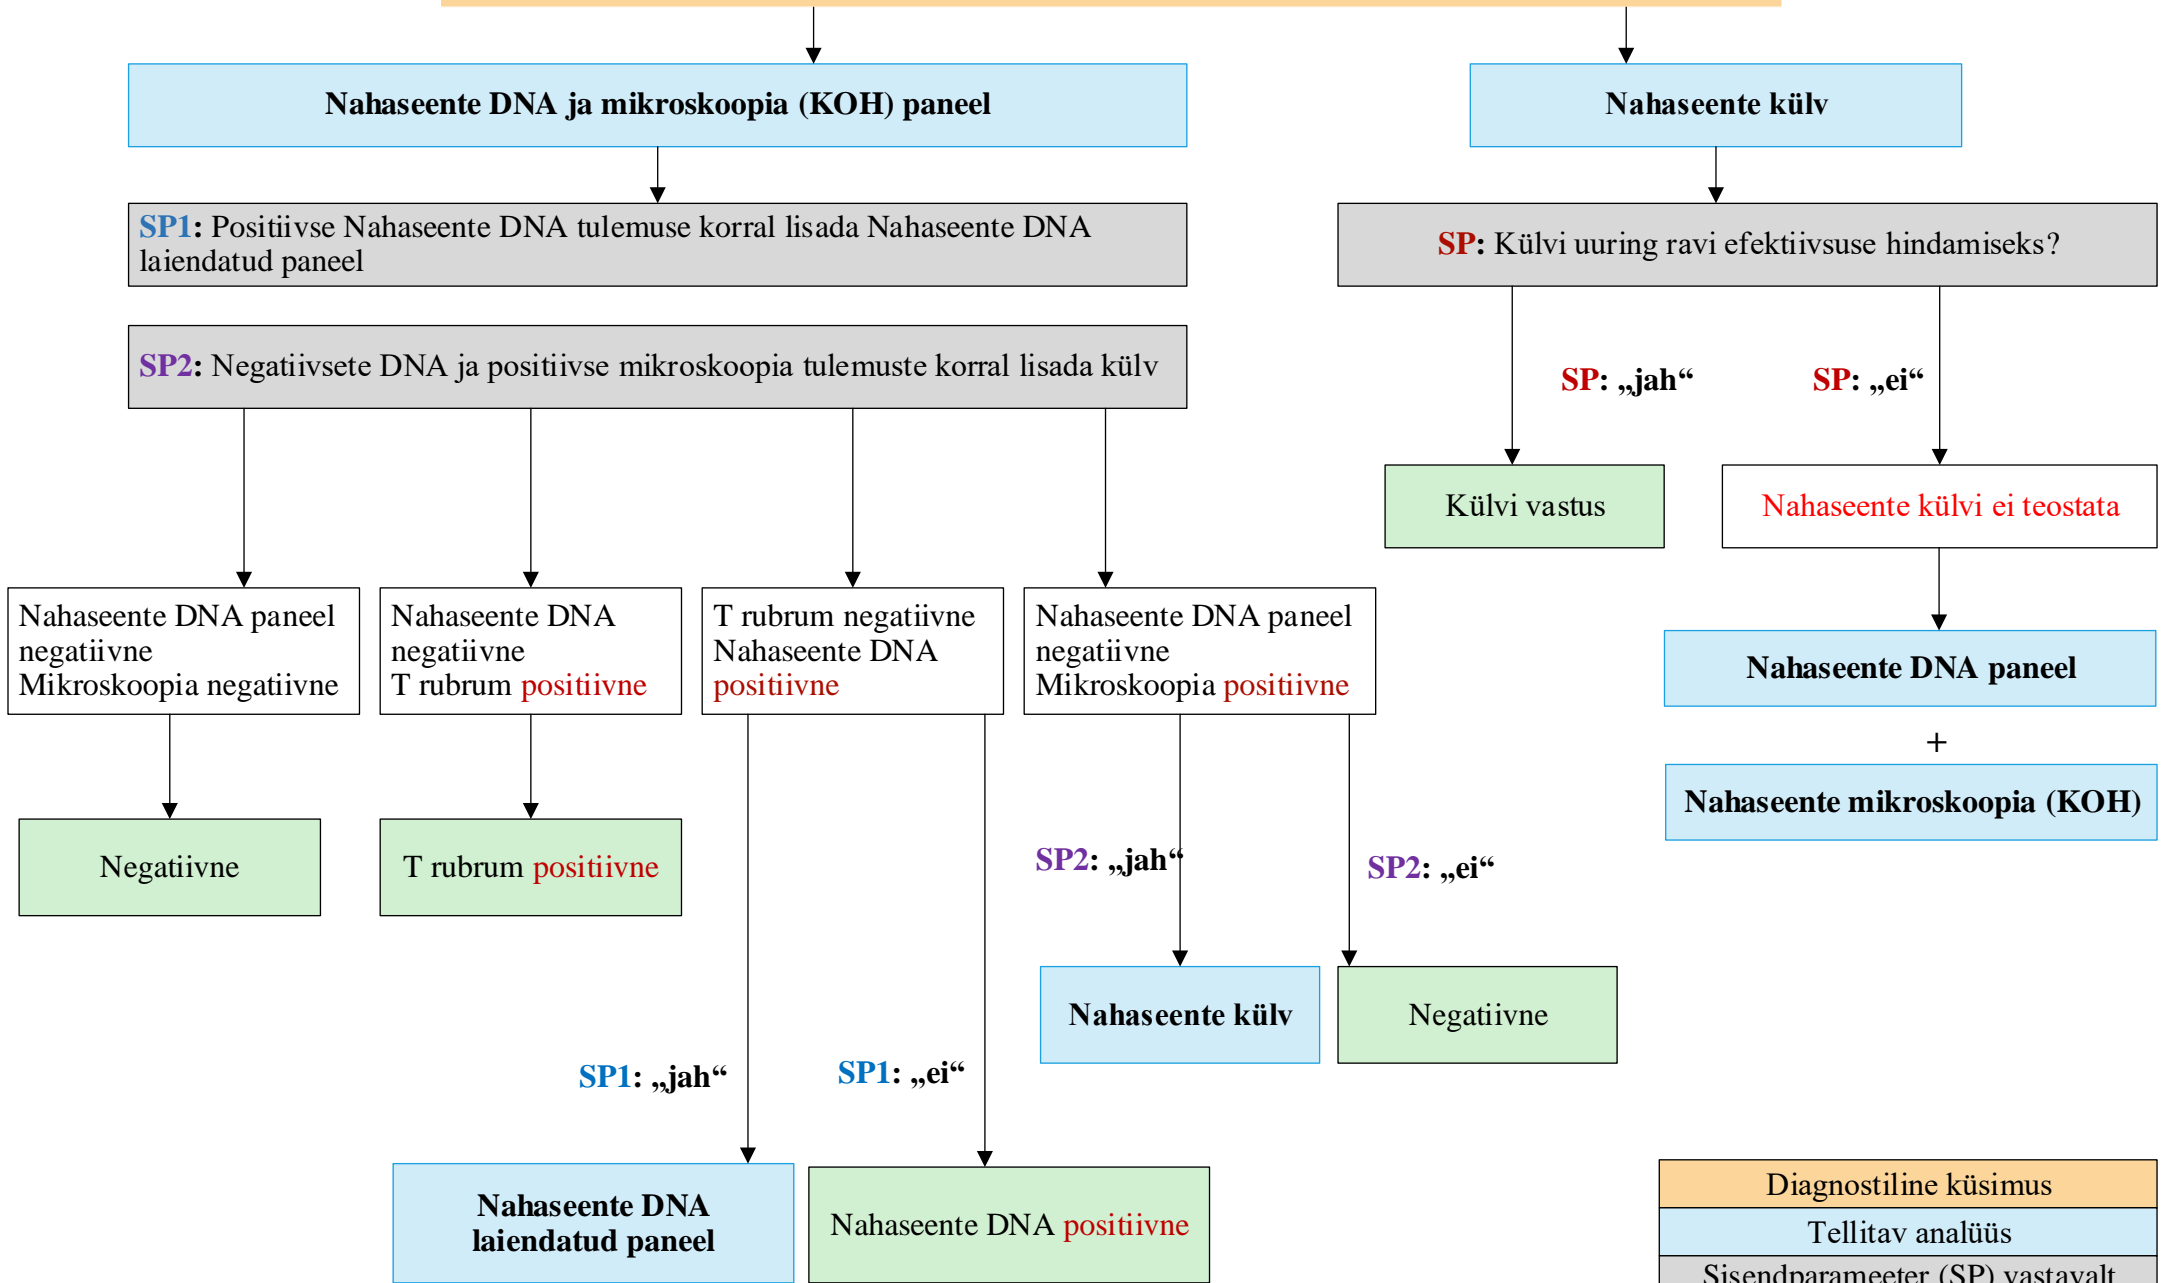 Nahaseente DNA ja mikroskoopia (KOH) paneel
Nahaseente külv
SP1: Positiivse Nahaseente DNA tulemuse korral lisada Nahaseente DNA
laiendatud paneel
SP: Külvi uuring ravi efektiivsuse hindamiseks?
SP2: Negatiivsete DNA ja positiivse mikroskoopia tulemuste korral lisada külv
SP: „jah“
SP: „ei“
Külvi vastus
Nahaseente külvi ei teostata
Nahaseente DNA paneel
negatiivne
Mikroskoopia negatiivne
Nahaseente DNA
negatiivne
T rubrum positiivne
T rubrum negatiivne
Nahaseente DNA
positiivne
Nahaseente DNA paneel
negatiivne
Mikroskoopia positiivne
Nahaseente DNA paneel
+
Nahaseente mikroskoopia (KOH)
Negatiivne
T rubrum positiivne
SP2: „jah“
SP2: „ei“
Nahaseente külv
Negatiivne
SP1: „jah“
SP1: „ei“
Nahaseente DNA
laiendatud paneel
Nahaseente DNA positiivne
Diagnostiline küsimus
Tellitav analüüs
Sisendparameeter (SP) vastavalt